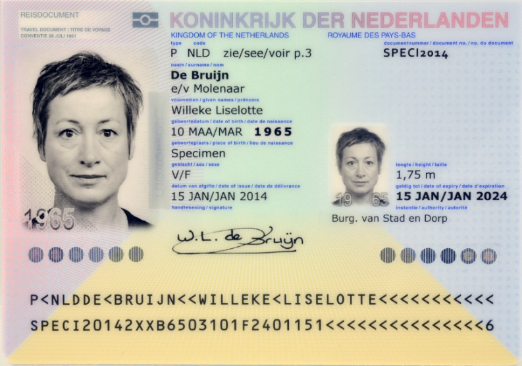 REISDOCUMENT
KONINKRIJK DER NEDERLANDEN
TRAVEL DOCUMENT / TITRE DE VOYAGE
KINGDOM OF THE NETHERLANDS ROYAUME DES PAYS-BAS
type code documentnummer / document no. / no. du document
P NLD zie/see/voir p.3 SPECI2014
naam / surname / nom
De Bruijn
e/v Molenaar
voornamen / given names / prénoms
Willeke Liselotte
geboortedatum / date of birth / date de naissance
10 MAA/MAR 1965
geboorteplaats / place of birth / lieu de naissance
Specimen
geslacht / sex / sexe lengte / height / taille
V/F 1,75 m
datum van afgifte / date of issue / date de délivrance geldig tot / date of expiry / date d'expiration
15 JAN/JAN 2014 15 JAN/JAN 2024
handtekening / signature instantie / authority / autorité
Burg. van Stad en Dorp
1965
1965
W.L. de Bruijn
P<NLDDE<BRUIJN<<WILLEKE<LISELOTTE<<<<<<<<<<<
SPECI20142XXB6503101F2401151<<<<<<<<<<<<<<<6